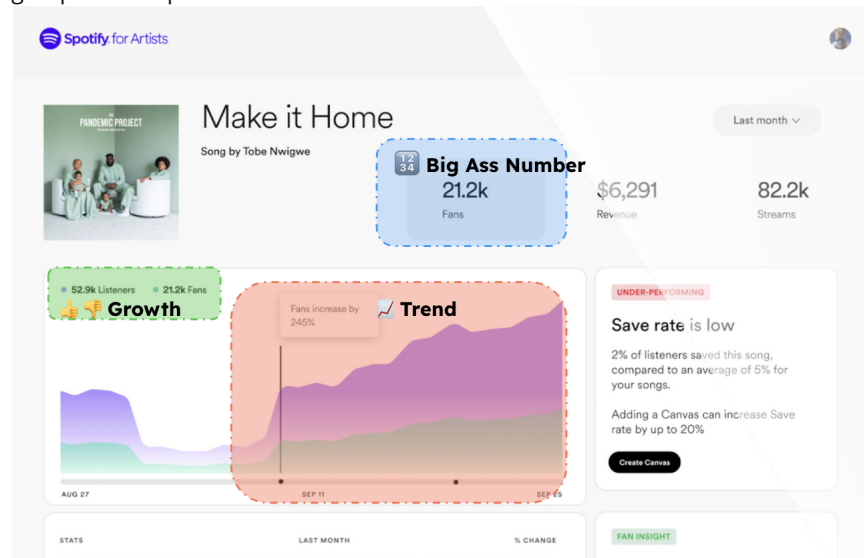 Spotify for Artists
PANDEMIC PROJECT
Make it Home
Last month
Song by Tobe Nwigwe
1234 Big Ass Number
21.2k
$6,291
82.2k
Fans
Revenue
Streams
52.9k Listeners
21.2k Fans
Growth
Fans increase by
245%
Trend
UNDER-PERFORMING
Save rate is low
2% of listeners saved this song,
compared to an average of 5% for
your songs.
Adding a Canvas can increase Save
rate by up to 20%
Create Canvas
AUG 27
SEP 11
SEP 25
STATS
LAST MONTH
% CHANGE
FAN INSIGHT